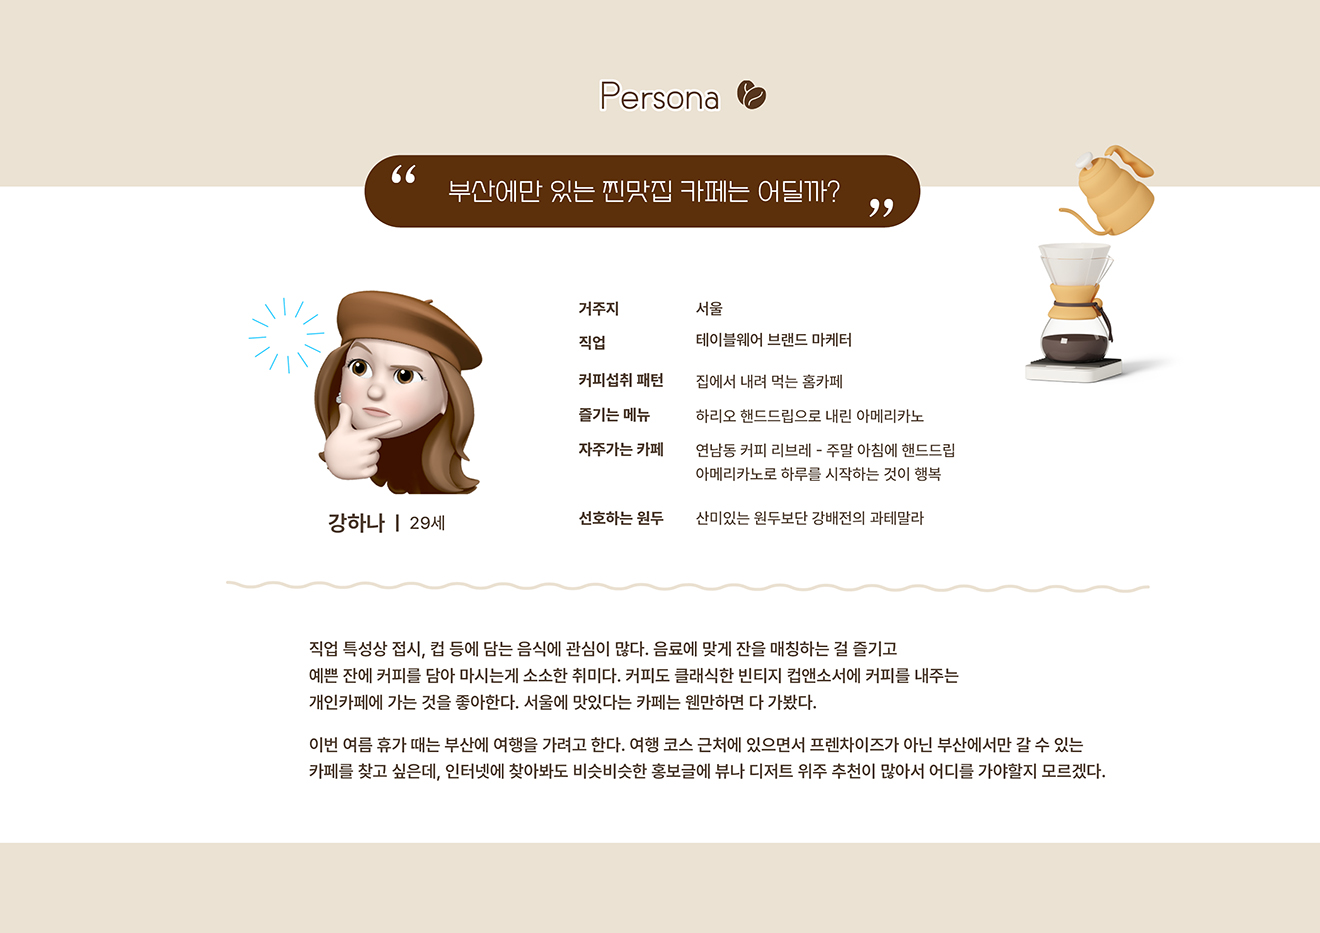 Persona
“ 부산에만 있는 찐맛집 카페는 어딜까? ”
거주지 서울
직업 테이블웨어 브랜드 마케터
커피섭취 패턴 집에서 내려 먹는 홈카페
즐기는 메뉴 하리오 핸드드립으로 내린 아메리카노
자주가는 카페 연남동 커피 리브레 - 주말 아침에 핸드드립
아메리카노로 하루를 시작하는 것이 행복
선호하는 원두 산미있는 원두보단 강배전의 과테말라
강하나 | 29세
직업 특성상 접시, 컵 등에 담는 음식에 관심이 많다. 음료에 맞게 잔을 매칭하는 걸 즐기고
예쁜 잔에 커피를 담아 마시는게 소소한 취미다. 커피도 클래식한 빈티지 컵앤소서에 커피를 내주는
개인카페에 가는 것을 좋아한다. 서울에 맛있다는 카페는 웬만하면 다 가봤다.
이번 여름 휴가 때는 부산에 여행을 가려고 한다. 여행 코스 근처에 있으면서 프렌차이즈가 아닌 부산에서만 갈 수 있는
카페를 찾고 싶은데, 인터넷에 찾아봐도 비슷비슷한 홍보글에 뷰나 디저트 위주 추천이 많아서 어디를 가야할지 모르겠다.